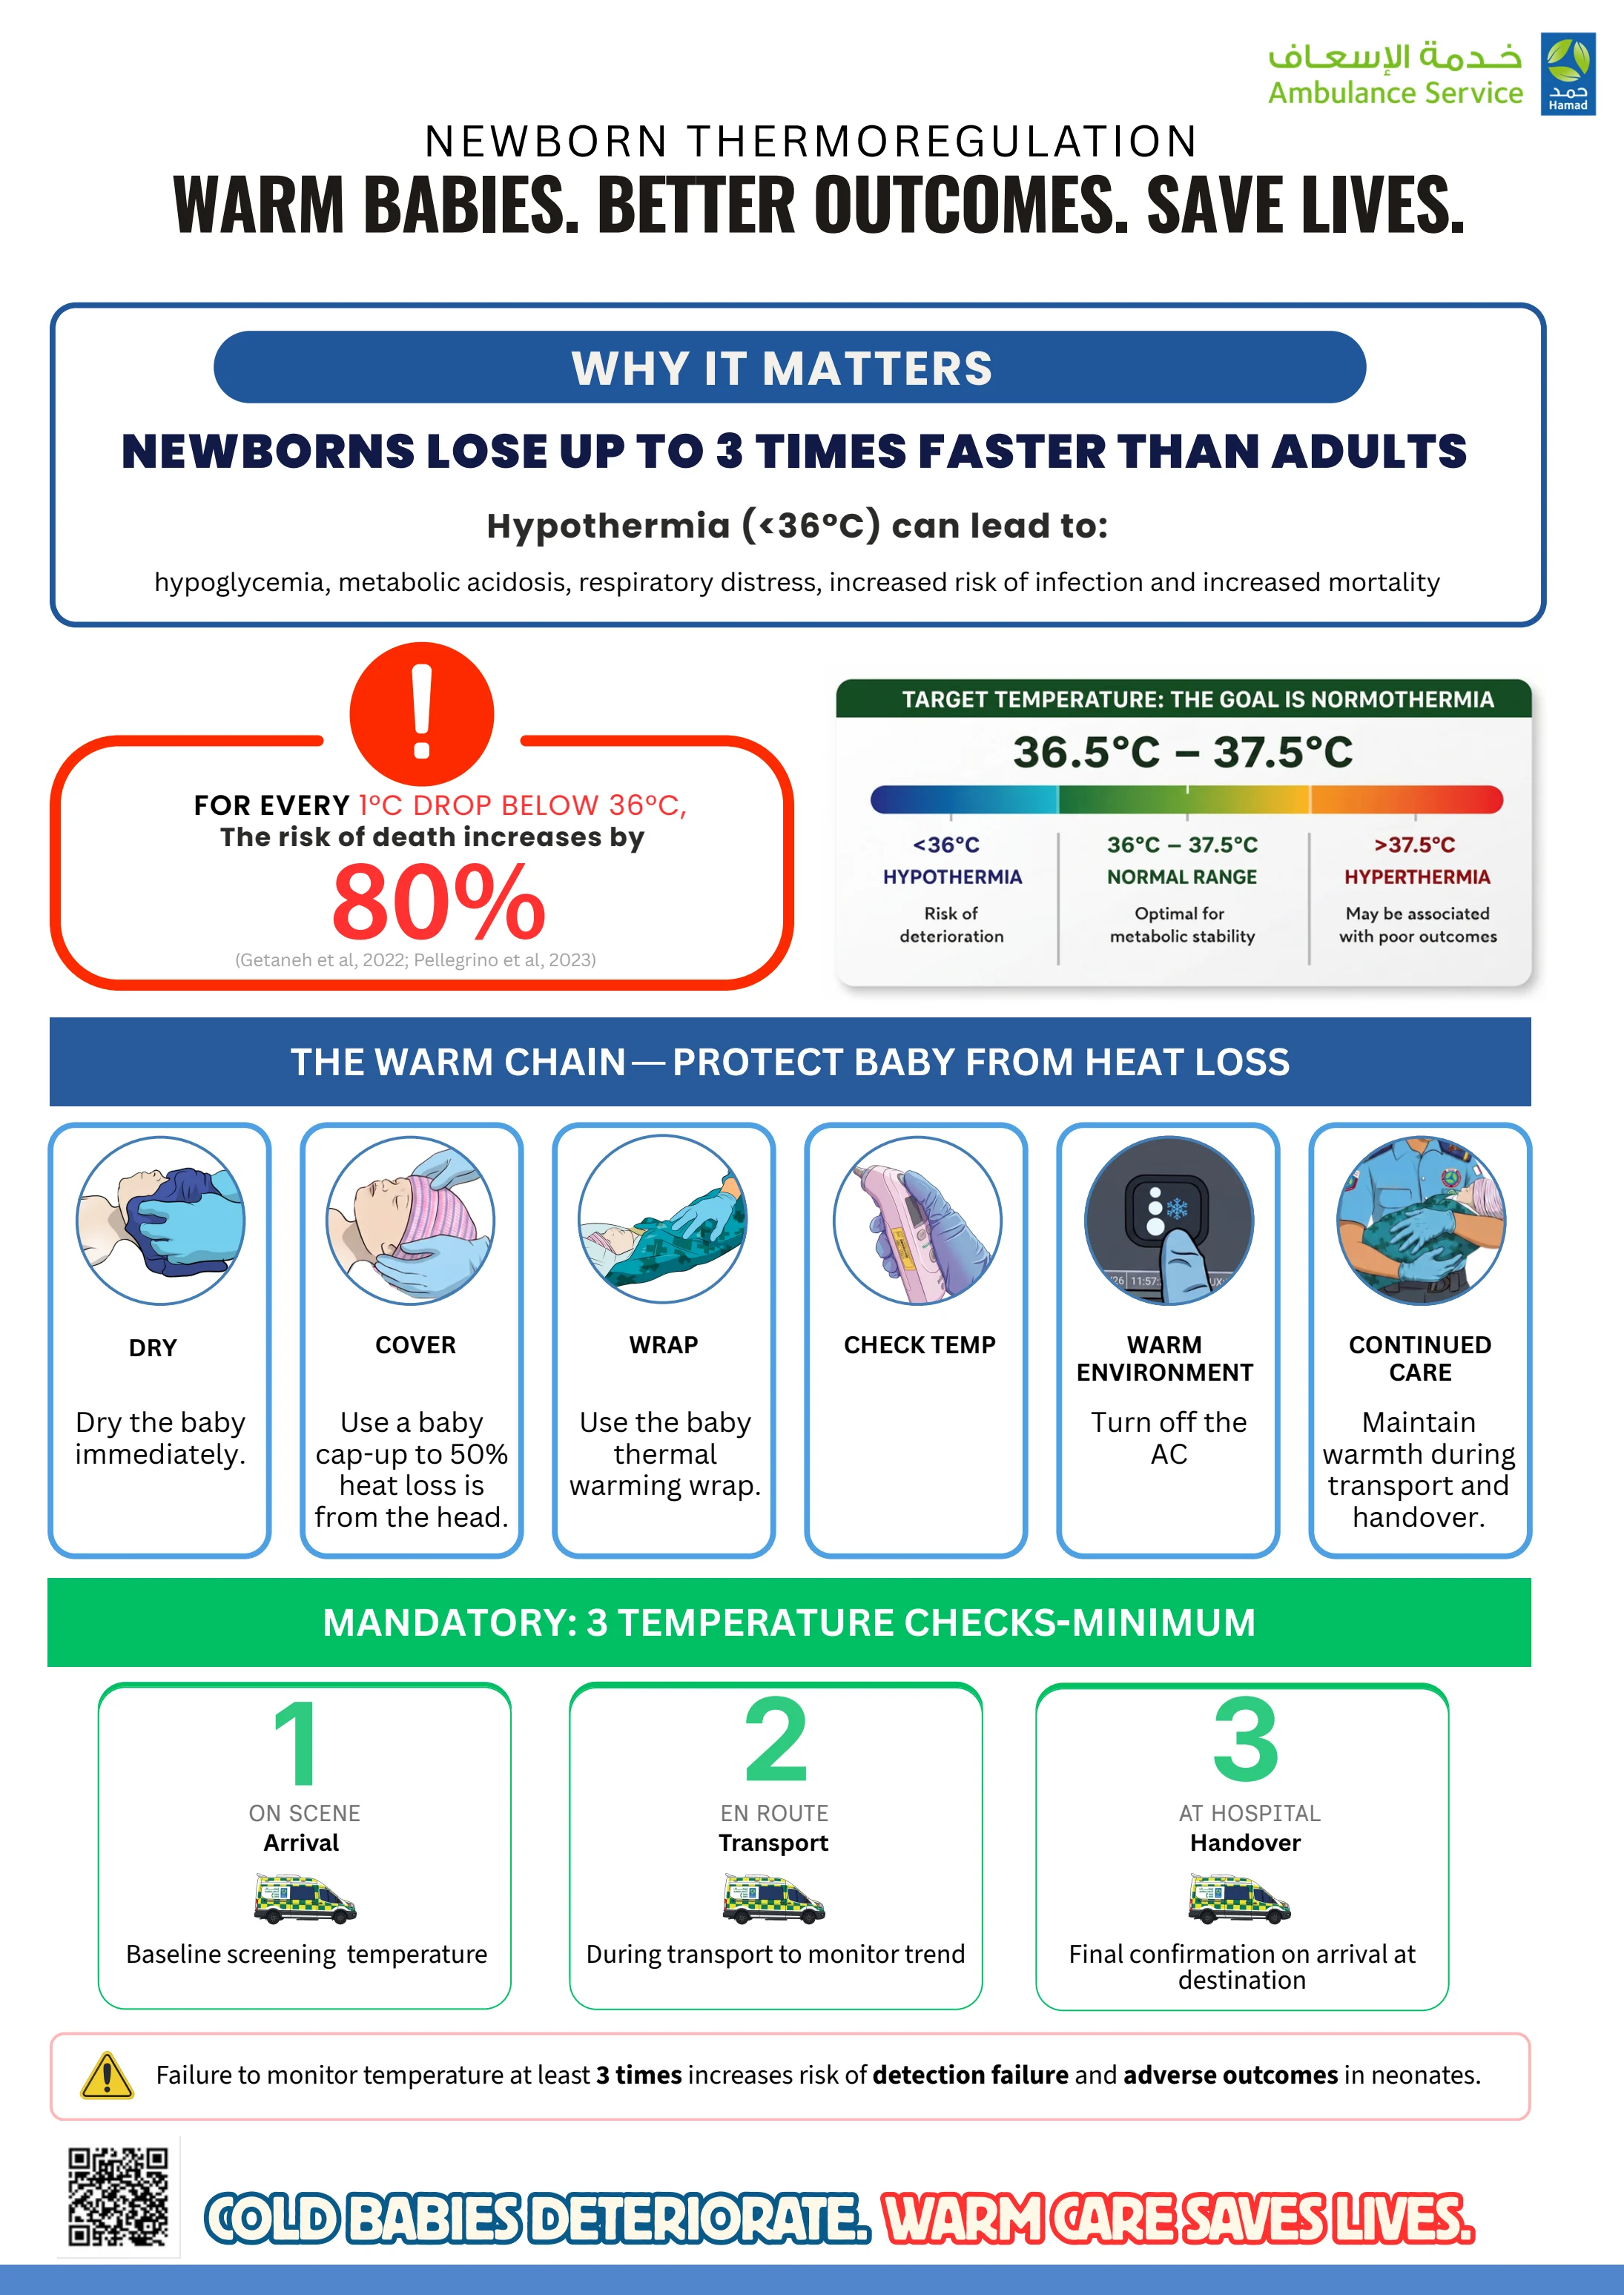 خدمة الإسعاف
Ambulance Service
حمد
Hamad
NEWBORN THERMOREGULATION
WARM BABIES. BETTER OUTCOMES. SAVE LIVES.
WHY IT MATTERS
NEWBORNS LOSE UP TO 3 TIMES FASTER THAN ADULTS
Hypothermia (<36°C) can lead to:
hypoglycemia, metabolic acidosis, respiratory distress, increased risk of infection and increased mortality
!
FOR EVERY 1°C DROP BELOW 36°C,
The risk of death increases by
80%
(Getaneh et al, 2022; Pellegrino et al, 2023)
TARGET TEMPERATURE: THE GOAL IS NORMOTHERMIA
36.5°C – 37.5°C
<36°C
HYPOTHERMIA
Risk of
deterioration
36°C – 37.5°C
NORMAL RANGE
Optimal for
metabolic stability
>37.5°C
HYPERTHERMIA
May be associated
with poor outcomes
THE WARM CHAIN — PROTECT BABY FROM HEAT LOSS
DRY
Dry the baby
immediately.
COVER
Use a baby
cap-up to 50%
heat loss is
from the head.
WRAP
Use the baby
thermal
warming wrap.
CHECK TEMP
26 11:57
WARM
ENVIRONMENT
Turn off the
AC
CONTINUED
CARE
Maintain
warmth during
transport and
handover.
MANDATORY: 3 TEMPERATURE CHECKS-MINIMUM
1
ON SCENE
Arrival
Baseline screening temperature
2
EN ROUTE
Transport
During transport to monitor trend
3
AT HOSPITAL
Handover
Final confirmation on arrival at
destination
Failure to monitor temperature at least 3 times increases risk of detection failure and adverse outcomes in neonates.
COLD BABIES DETERIORATE. WARM CARE SAVES LIVES.